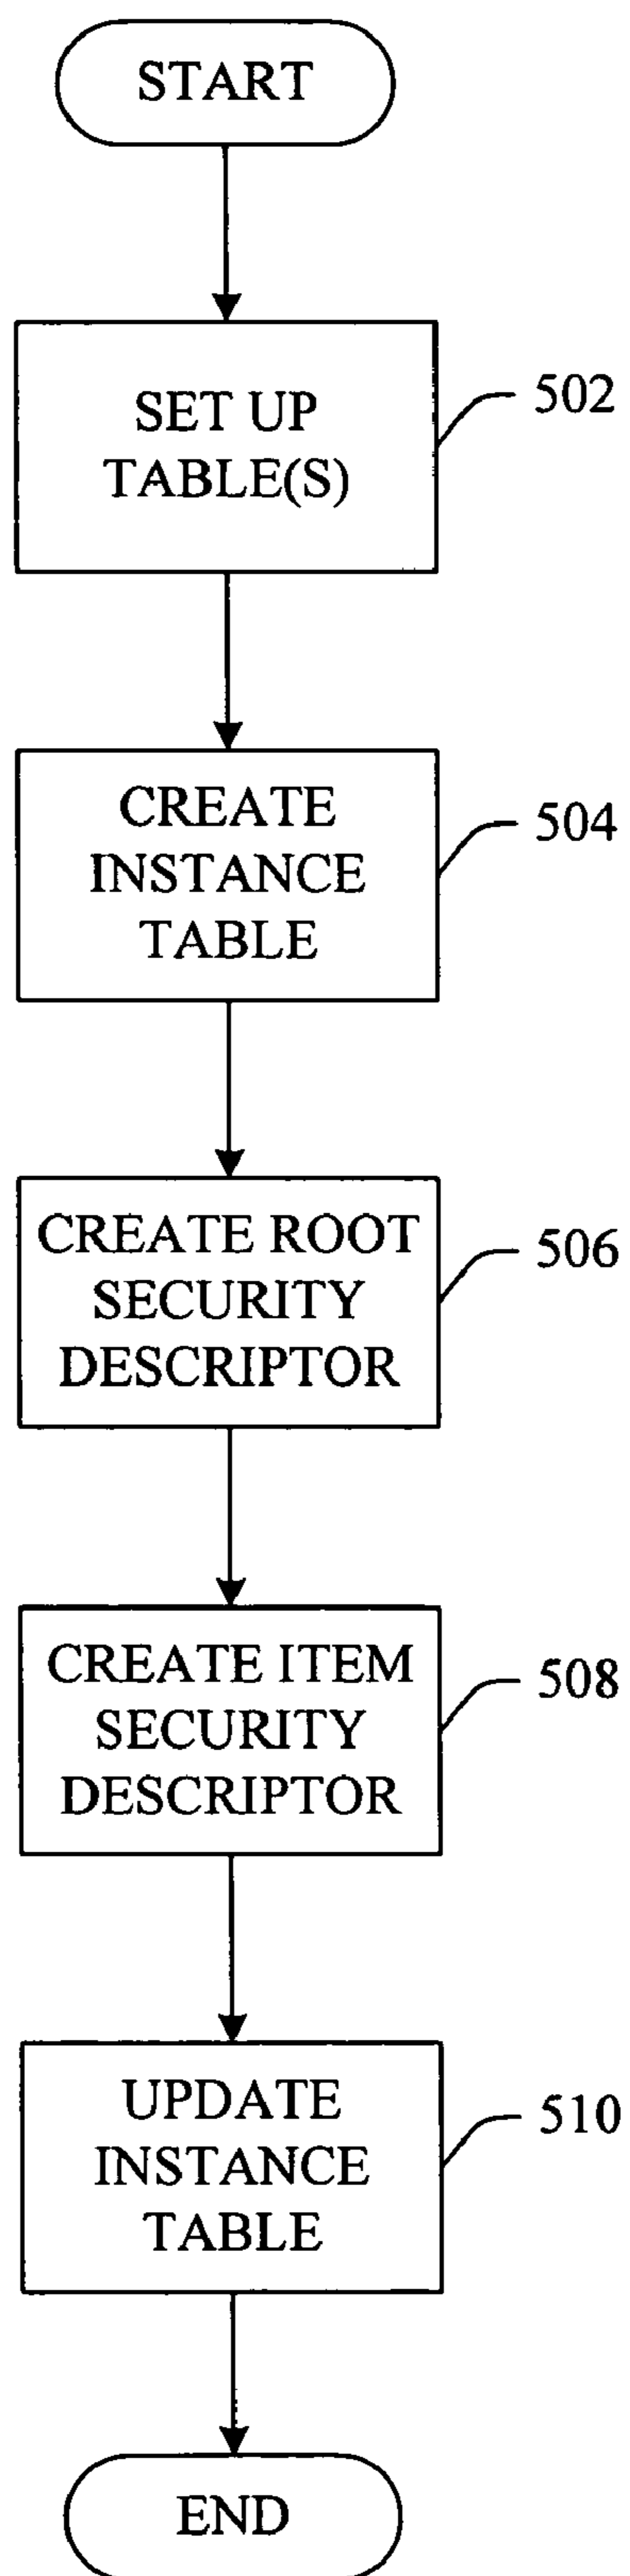 START
SET UP
TABLE(S)
502
CREATE
INSTANCE
TABLE
504
CREATE ROOT
SECURITY
DESCRIPTOR
506
CREATE ITEM
SECURITY
DESCRIPTOR
508
UPDATE
INSTANCE
TABLE
510
END